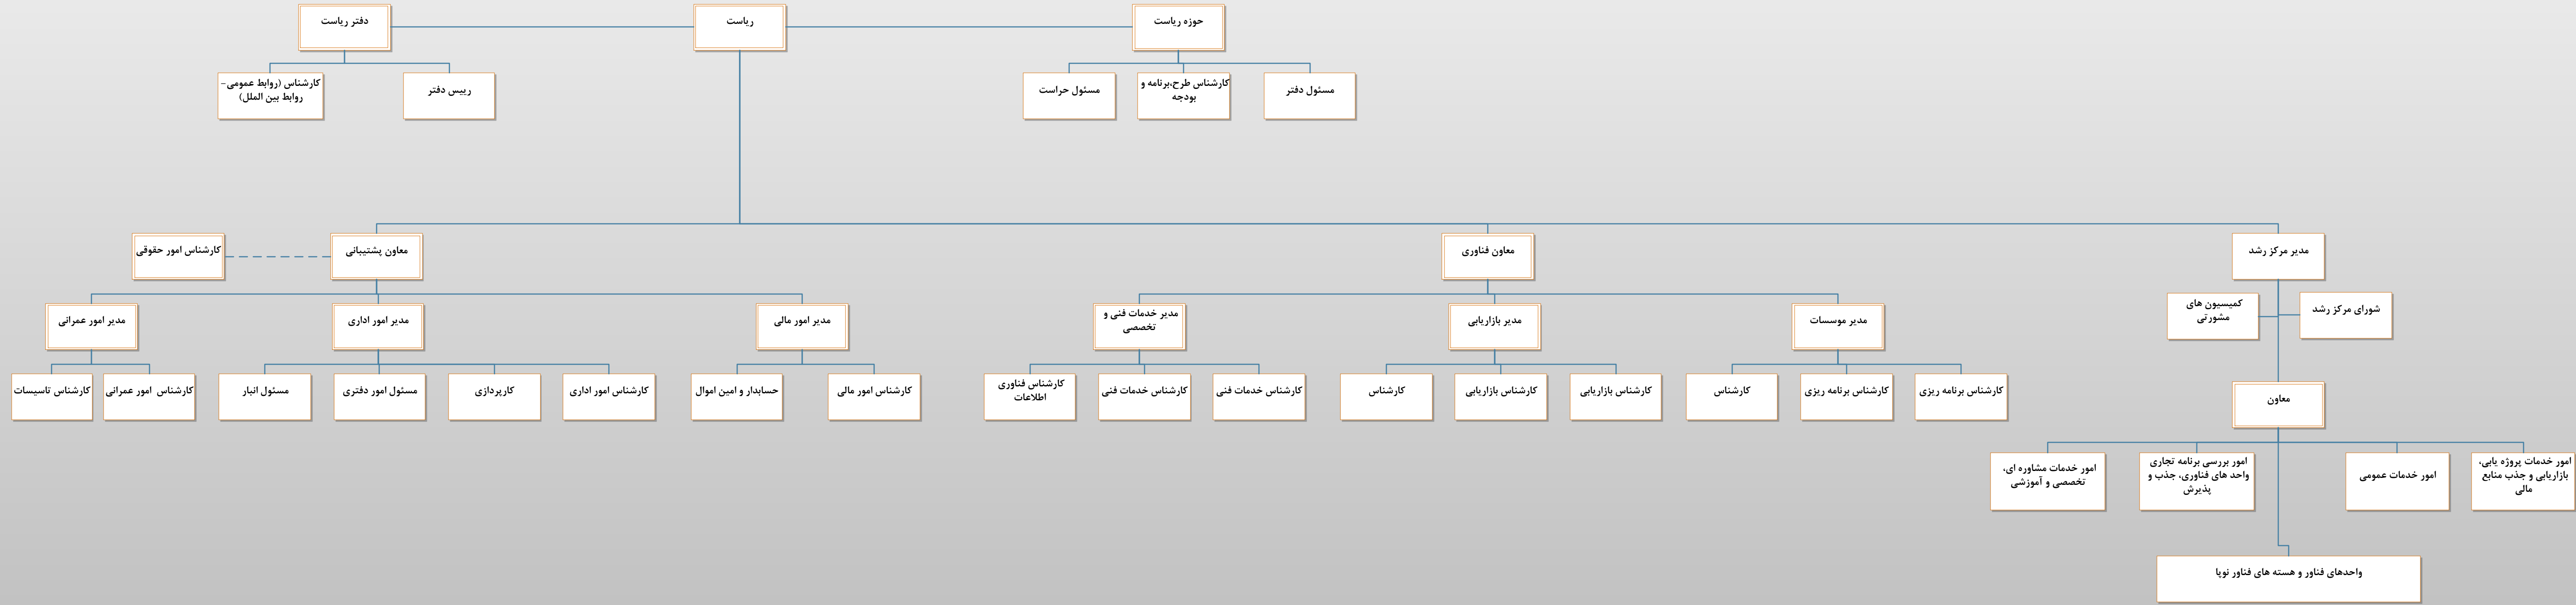 حوزه ریاست
ریاست
دفتر ریاست
مسئول دفتر
کارشناس طرح،برنامه و
بودجه
مسئول حراست
رییس دفتر
کارشناس (روابط عمومی-
روابط بین الملل)
مدیر مرکز رشد
معاون فناوری
معاون پشتیبانی
کارشناس امور حقوقی
شورای مرکز رشد
کمیسیون های
مشورتی
مدیر موسسات
مدیر بازاریابی
مدیر خدمات فنی و
تخصصی
مدیر امور مالی
مدیر امور اداری
مدیر امور عمرانی
معاون
کارشناس برنامه ریزی
کارشناس برنامه ریزی
کارشناس
کارشناس بازاریابی
کارشناس بازاریابی
کارشناس
کارشناس خدمات فنی
کارشناس خدمات فنی
کارشناس فناوری
اطلاعات
کارشناس امور مالی
حسابدار و امین اموال
کارشناس امور اداری
کارپردازی
مسئول امور دفتری
مسئول انبار
کارشناس امور عمرانی
کارشناس تاسیسات
امور خدمات پروژه یابی،
بازاریابی و جذب منابع
مالی
امور خدمات عمومی
امور بررسی برنامه تجاری
واحد های فناوری، جذب و
پذیرش
امور خدمات مشاوره ای،
تخصصی و آموزشی
واحدهای فناور و هسته های فناور نوپا